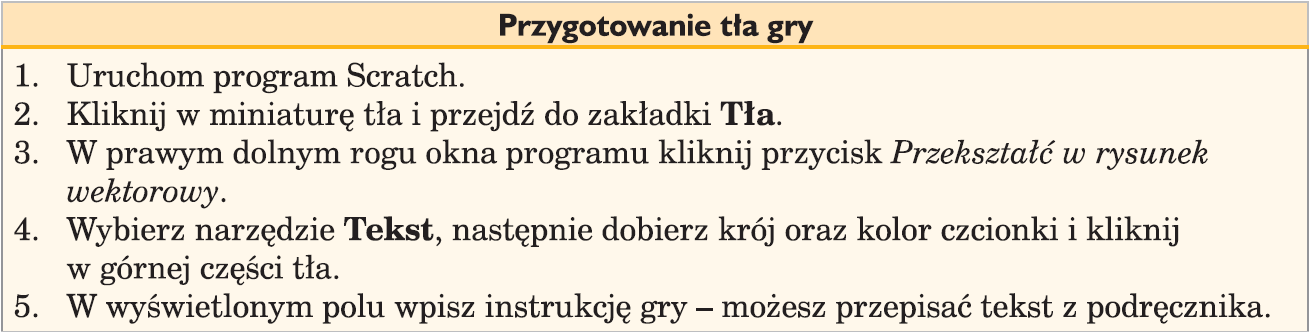 Przygotowanie tła gry
1. Uruchom program Scratch.
2. Kliknij w miniaturę tła i przejdź do zakładki Tła.
3. W prawym dolnym rogu okna programu kliknij przycisk Przekształć w rysunek
wektorowy.
4. Wybierz narzędzie Tekst, następnie dobierz krój oraz kolor czcionki i kliknij
w górnej części tła.
5. W wyświetlonym polu wpisz instrukcję gry – możesz przepisać tekst z podręcznika.